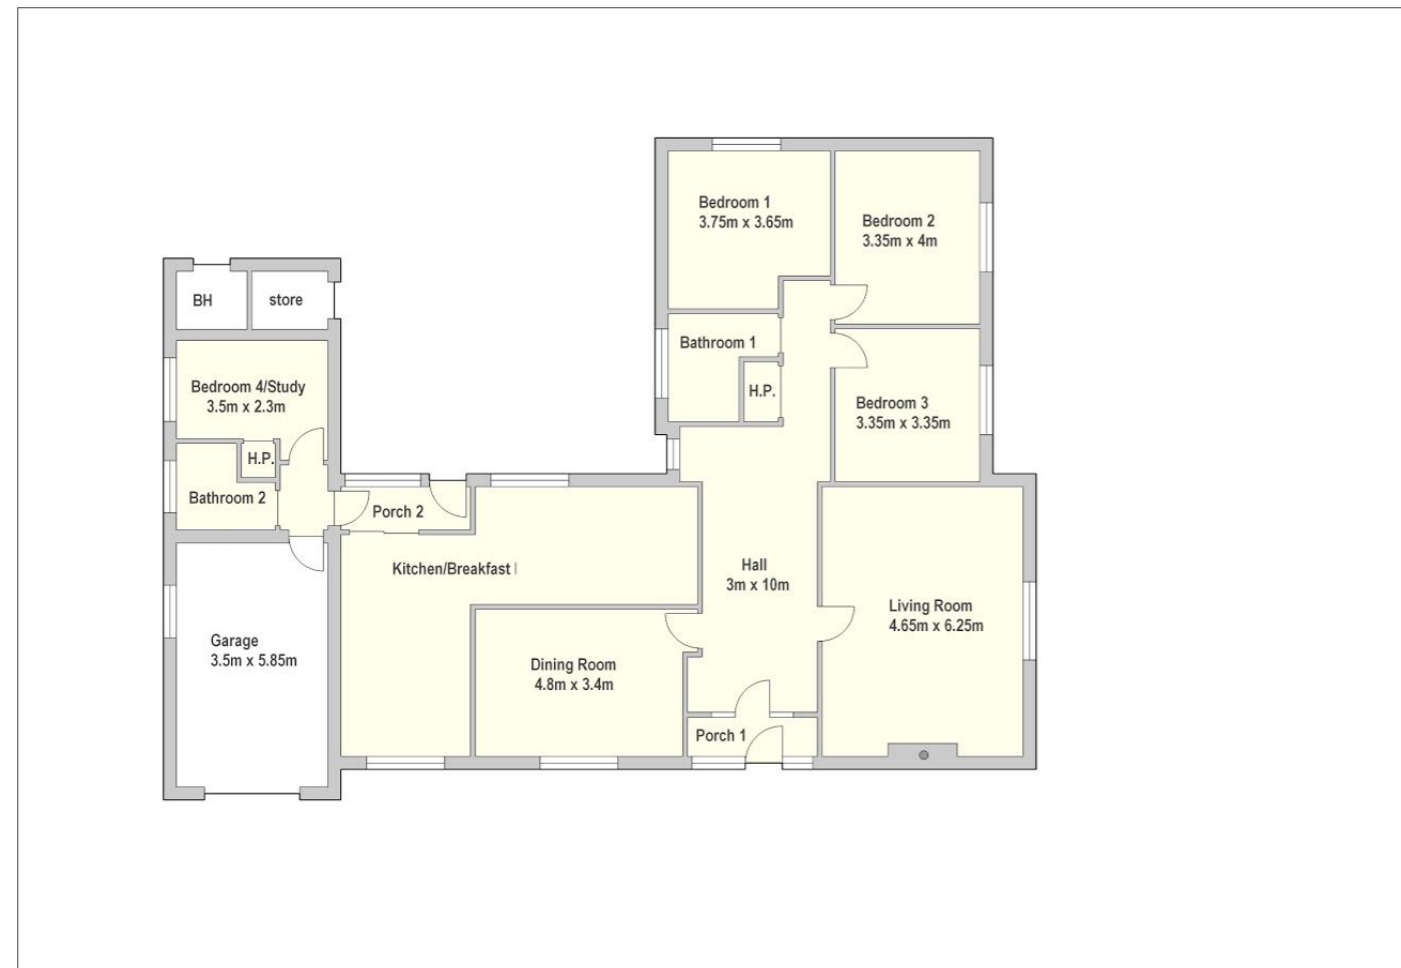 Bedroom 1
3.75m x 3.65m
Bedroom 2
3.35m x 4m
BH
store
Bathroom 1
Bedroom 4/Study
3.5m x 2.3m
H.P.
Bedroom 3
3.35m x 3.35m
H.P.
Bathroom 2
Porch 2
Kitchen/Breakfast
Hall
3m x 10m
Living Room
4.65m x 6.25m
Garage
3.5m x 5.85m
Dining Room
4.8m x 3.4m
Porch 1